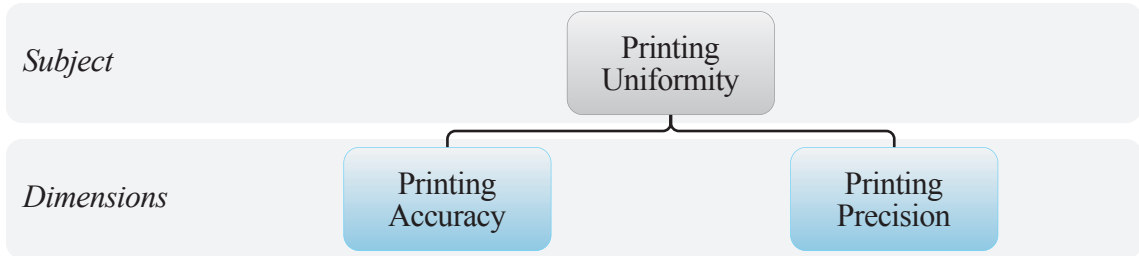 Subject
Printing
Uniformity
Dimensions
Printing
Accuracy
Printing
Precision